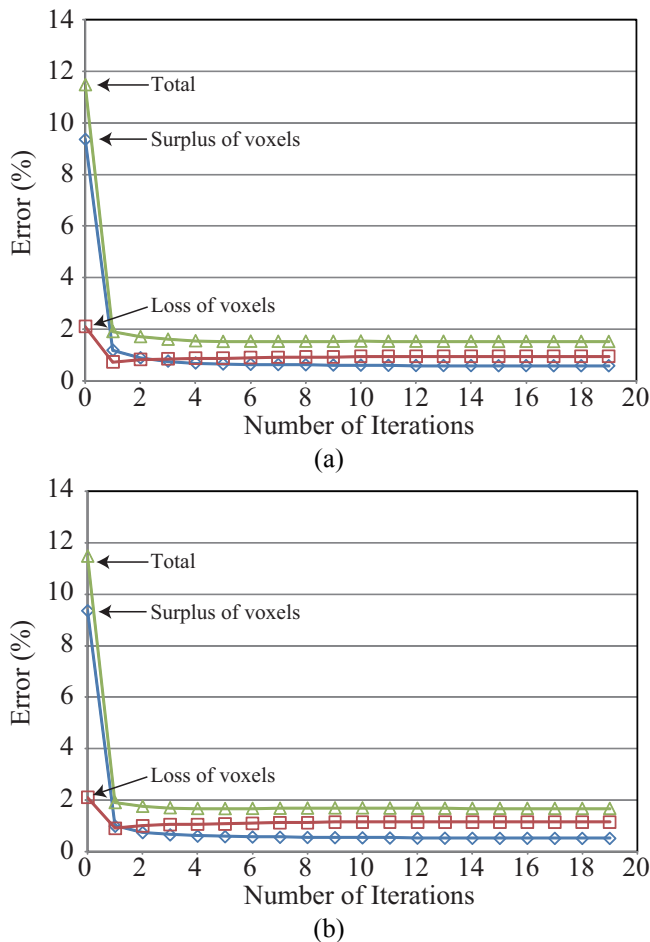 14
12
10
8
6
4
2
0
Error (%)
Total
Surplus of voxels
Loss of voxels
0 2 4 6 8 10 12 14 16 18 20
Number of Iterations
(a)
14
12
10
8
6
4
2
0
Error (%)
Total
Surplus of voxels
Loss of voxels
0 2 4 6 8 10 12 14 16 18 20
Number of Iterations
(b)